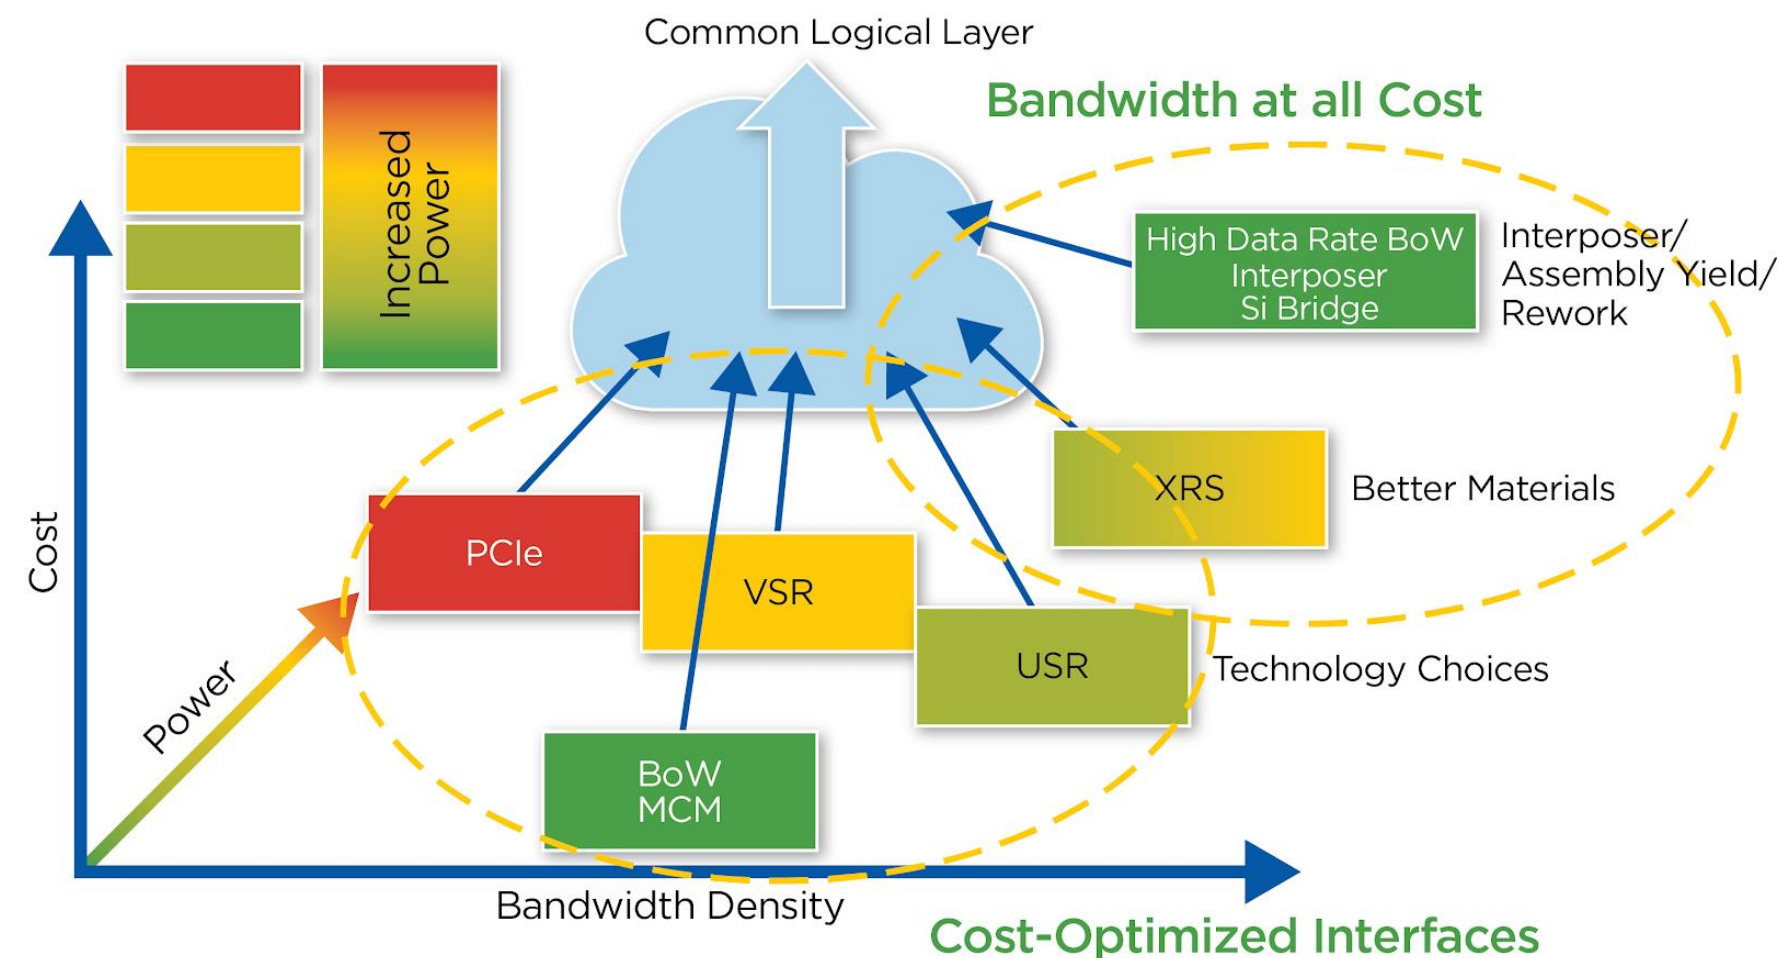 Common Logical Layer
Bandwidth at all Cost
Increased
Power
High Data Rate BoW
Interposer
Si Bridge
Interposer/
Assembly Yield/
Rework
XRS
Better Materials
PCIe
VSR
USR
Technology Choices
Cost
Power
BoW
MCM
Bandwidth Density
Cost-Optimized Interfaces